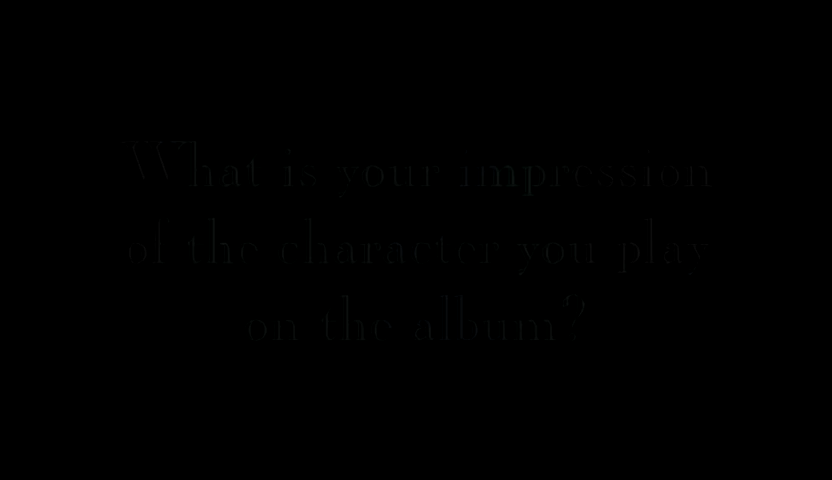 What is your impression
of the character you play
on the album?